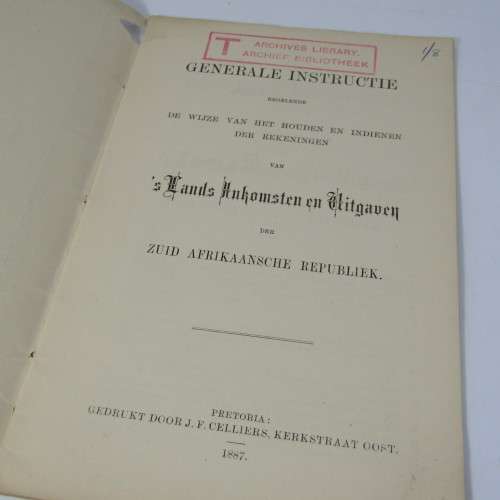 T
ARCHIVES LIBRARY.
ARCHIEF BIBLIOTHEEK
1/8
GENERALE INSTRUCTIE
REGELENDE
DE WIJZE VAN HET HOUDEN EN INDIENEN
DER REKENINGEN
VAN
's Lands Inkomsten en Uitgaven
DER
ZUID AFRIKAANSCHE REPUBLIEK.
PRETORIA:
GEDRUKT DOOR J. F. CELLIERS, KERKSTRAAT OOST.
1887.